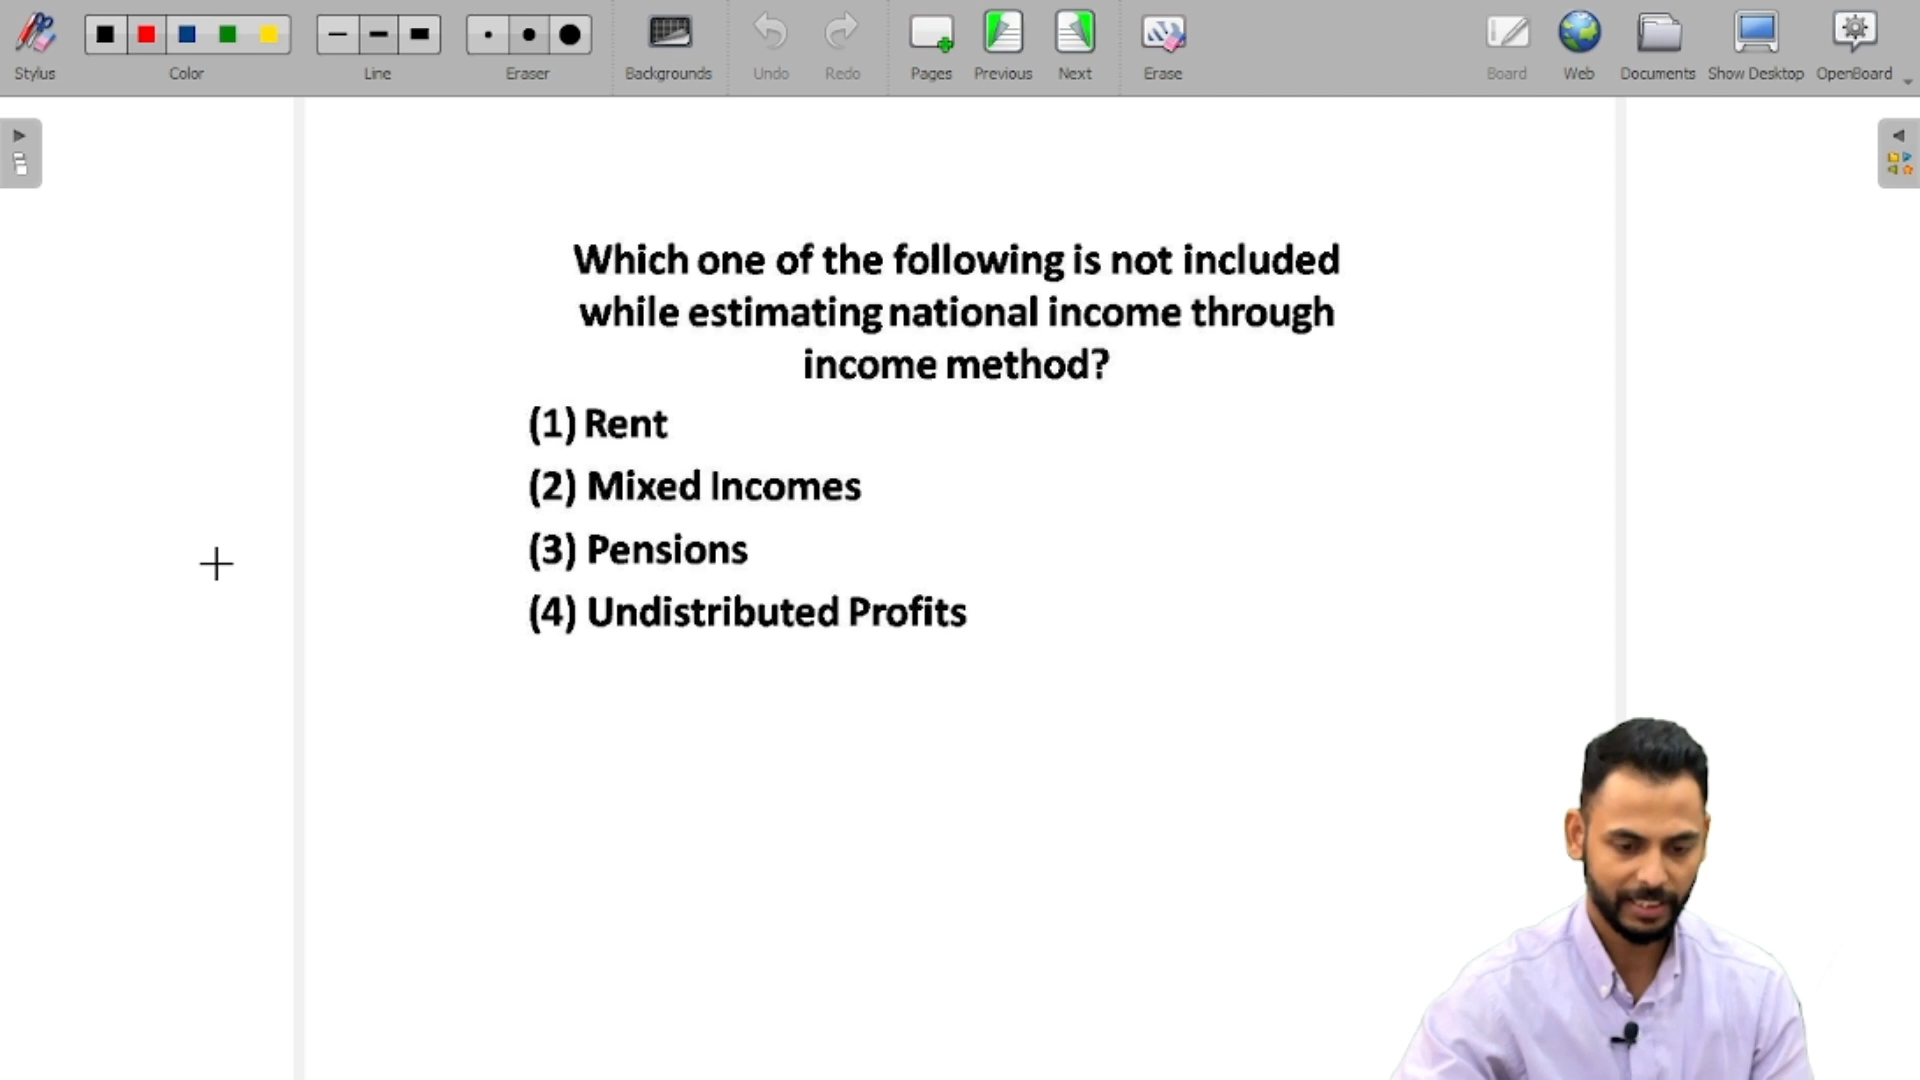 Stylus Color Line Eraser Backgrounds Undo Redo Pages Previous Next Erase Board Web Documents Show Desktop OpenBoard
Which one of the following is not included
while estimating national income through
income method?
(1) Rent
(2) Mixed Incomes
(3) Pensions
(4) Undistributed Profits